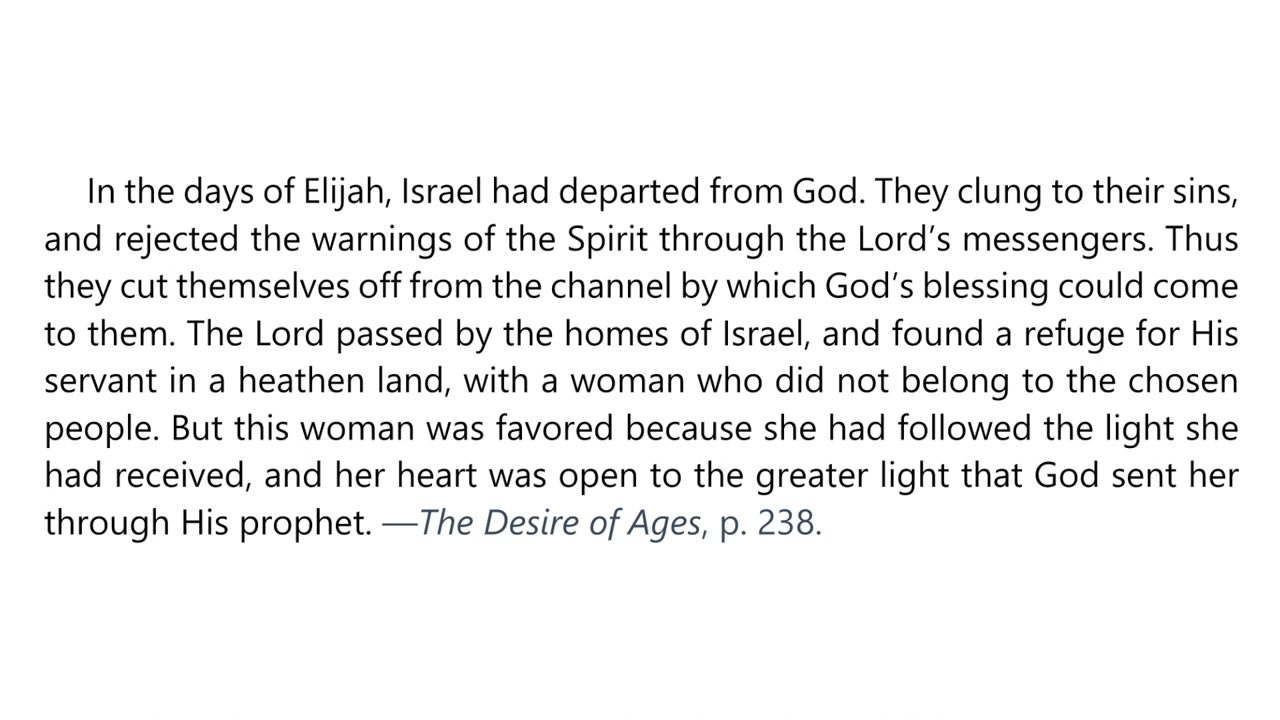 In the days of Elijah, Israel had departed from God. They clung to their sins,
and rejected the warnings of the Spirit through the Lord’s messengers. Thus
they cut themselves off from the channel by which God’s blessing could come
to them. The Lord passed by the homes of Israel, and found a refuge for His
servant in a heathen land, with a woman who did not belong to the chosen
people. But this woman was favored because she had followed the light she
had received, and her heart was open to the greater light that God sent her
through His prophet. —The Desire of Ages, p. 238.